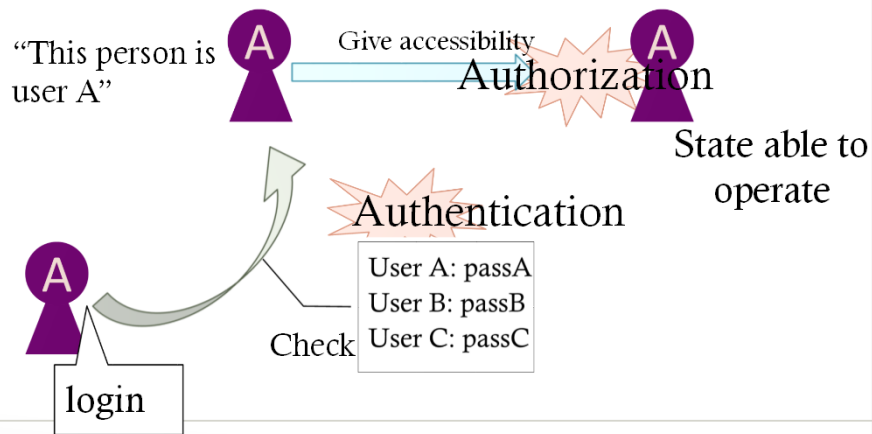 A
A
Give accessibility
“This person is
user A”
Authorization
State able to
operate
Authentication
A
User A: passA
User B: passB
User C: passC
Check
login